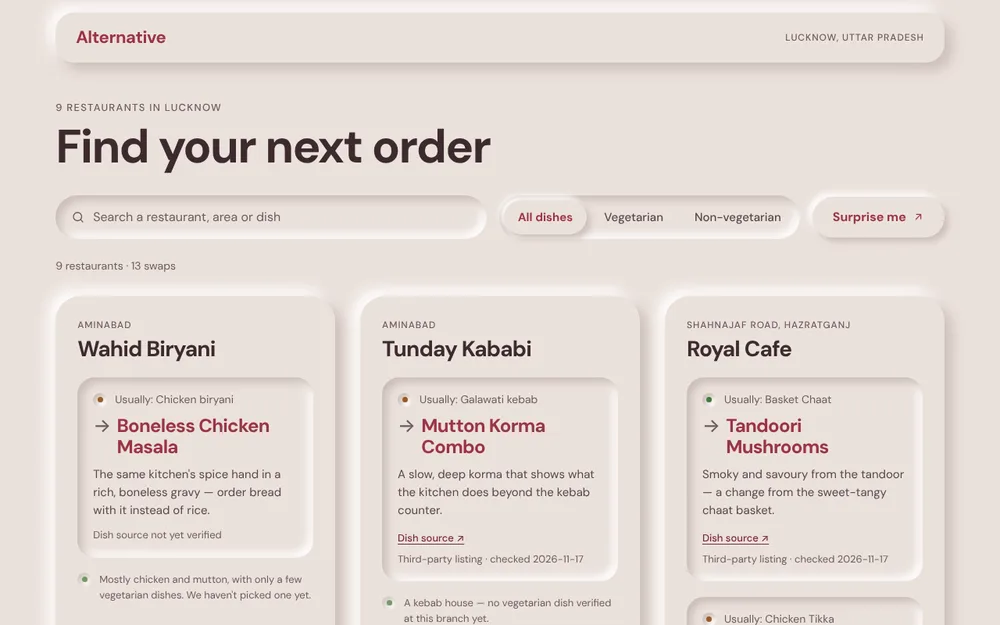 Alternative
LUCKNOW, UTTAR PRADESH
9 RESTAURANTS IN LUCKNOW
Find your next order
Search a restaurant, area or dish
All dishes
Vegetarian
Non-vegetarian
Surprise me ↗
9 restaurants · 13 swaps
AMINABAD
Wahid Biryani
Usually: Chicken biryani
→ Boneless Chicken
Masala
The same kitchen's spice hand in a
rich, boneless gravy — order bread
with it instead of rice.
Dish source not yet verified
Mostly chicken and mutton, with only a few
vegetarian dishes. We haven't picked one yet.
AMINABAD
Tunday Kababi
Usually: Galawati kebab
→ Mutton Korma
Combo
A slow, deep korma that shows what
the kitchen does beyond the kebab
counter.
Dish source ↗
Third-party listing · checked 2026-11-17
A kebab house — no vegetarian dish verified
at this branch yet.
SHAHNAJAF ROAD, HAZRATGANJ
Royal Cafe
Usually: Basket Chaat
→ Tandoori
Mushrooms
Smoky and savoury from the tandoor
— a change from the sweet-tangy
chaat basket.
Dish source ↗
Third-party listing · checked 2026-11-17
Usually: Chicken Tikka